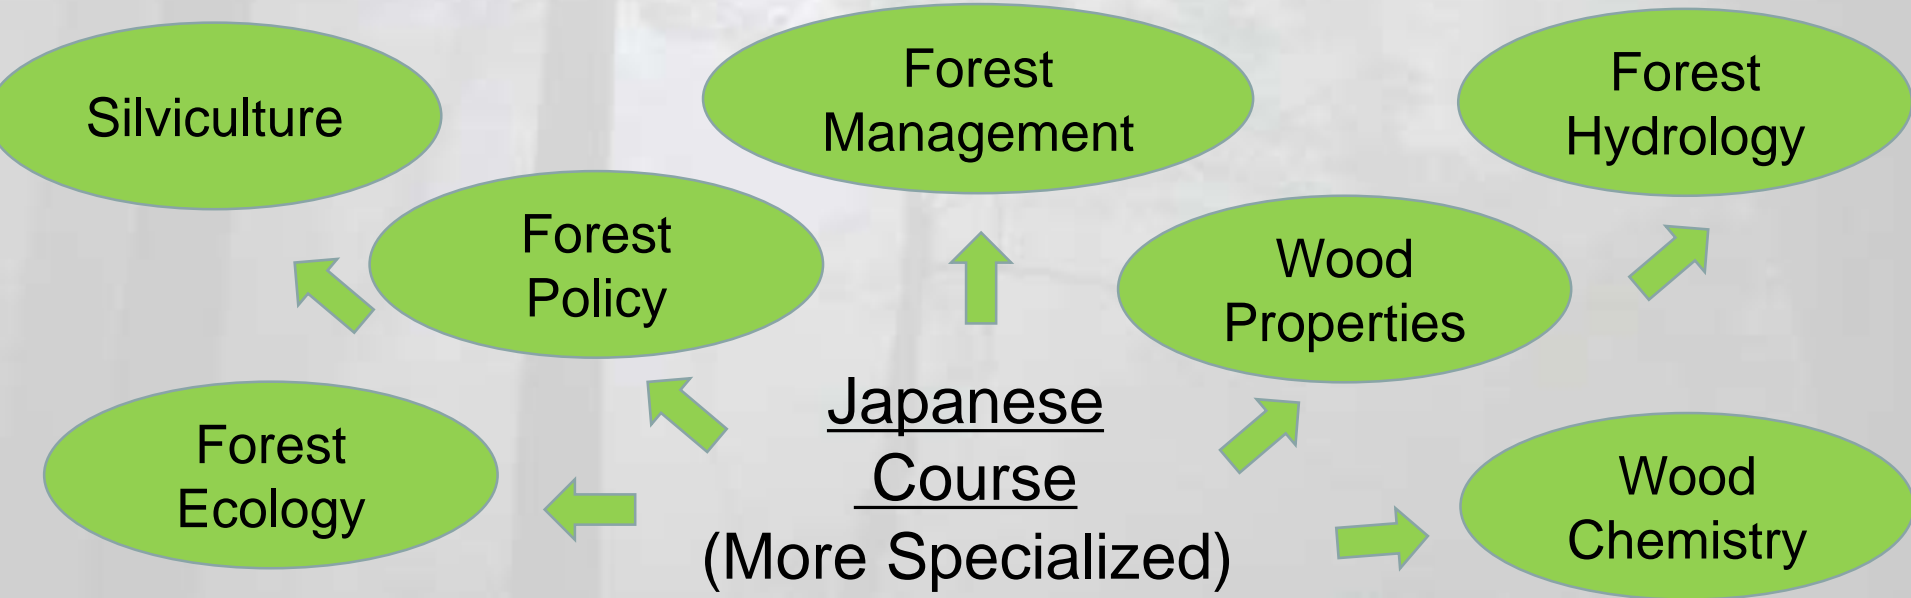 Silviculture
Forest
Management
Forest
Hydrology
Forest
Policy
Wood
Properties
Forest
Ecology
Japanese
Course
(More Specialized)
Wood
Chemistry